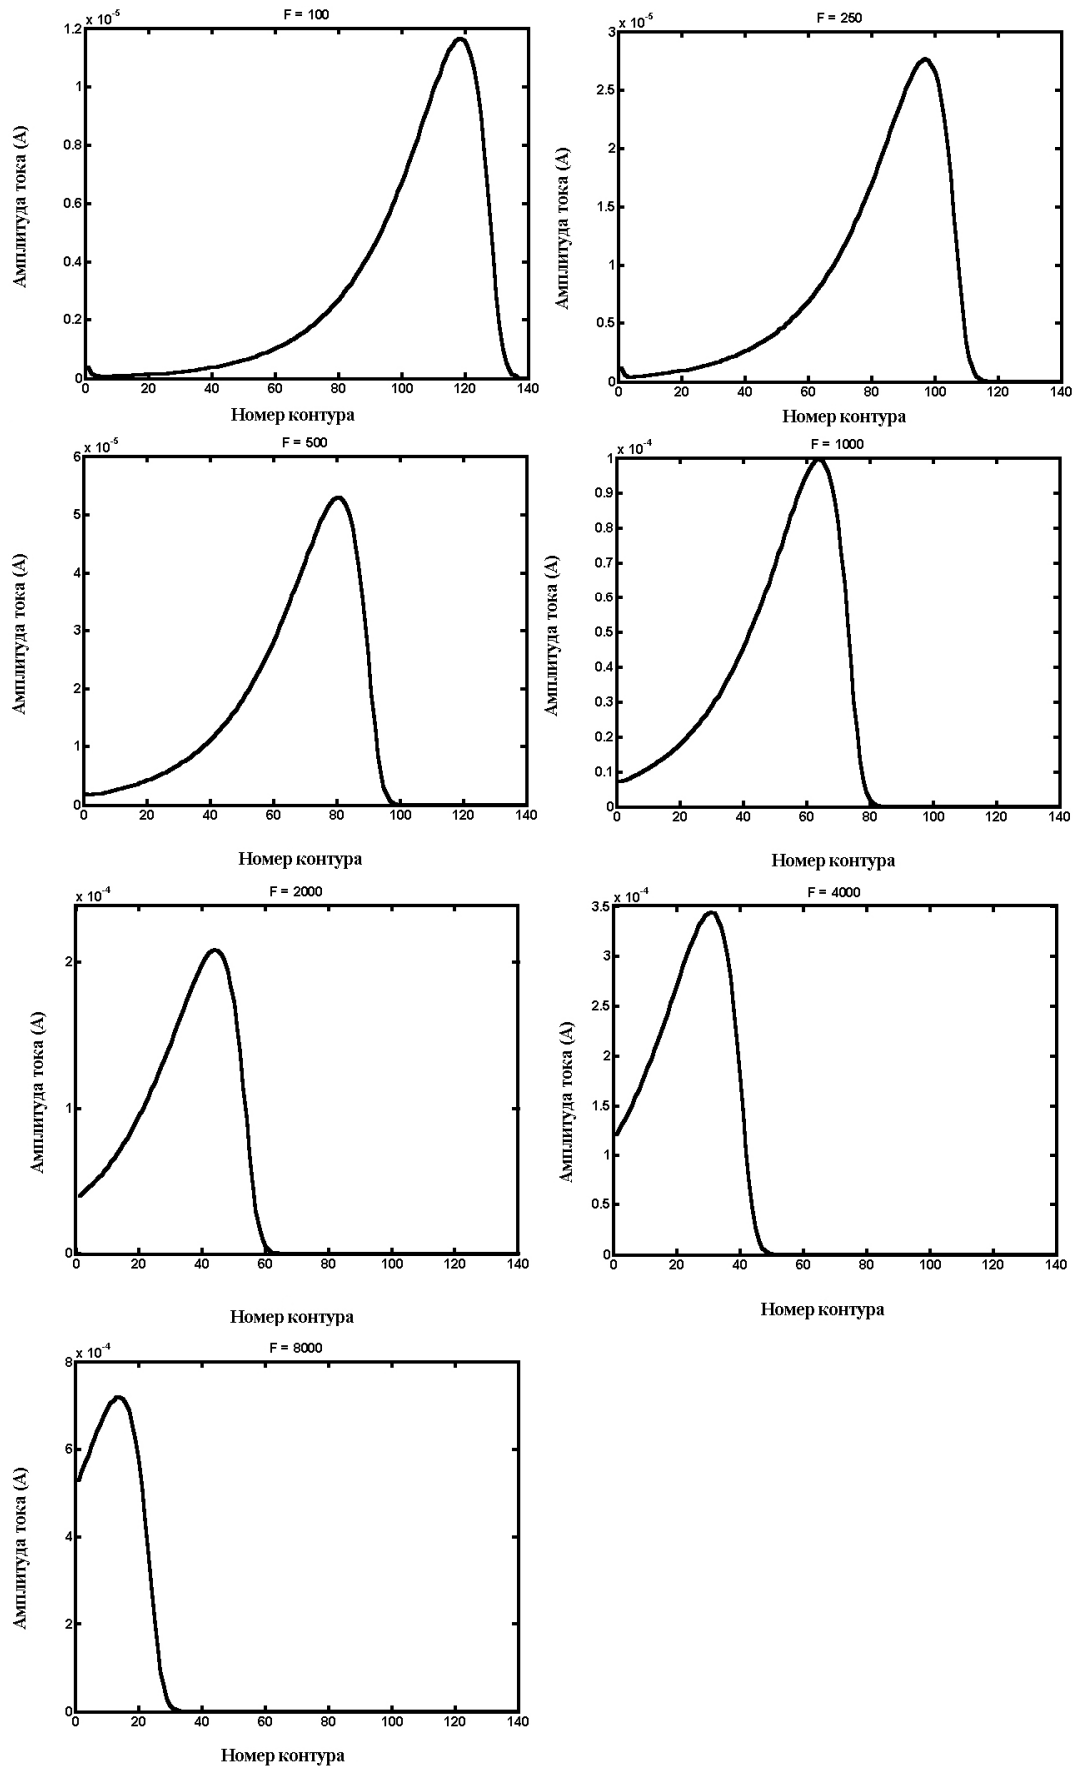 F = 100
x 10-5
1.2
1
0.8
0.6
0.4
0.2
0
0 20 40 60 80 100 120 140
Амплитуда тока (А)
Номер контура
F = 250
x 10-5
3
2.5
2
1.5
1
0.5
0
0 20 40 60 80 100 120 140
Амплитуда тока (А)
Номер контура
F = 500
x 10-5
6
5
4
3
2
1
0
0 20 40 60 80 100 120 140
Амплитуда тока (А)
Номер контура
F = 1000
x 10-4
1
0.9
0.8
0.7
0.6
0.5
0.4
0.3
0.2
0.1
0
0 20 40 60 80 100 120 140
Амплитуда тока (А)
Номер контура
F = 2000
x 10-4
2
1
0
0 20 40 60 80 100 120 140
Амплитуда тока (А)
Номер контура
F = 4000
x 10-4
3.5
3
2.5
2
1.5
1
0.5
0
0 20 40 60 80 100 120 140
Амплитуда тока (А)
Номер контура
F = 8000
x 10-4
8
6
4
2
0
0 20 40 60 80 100 120 140
Амплитуда тока (А)
Номер контура